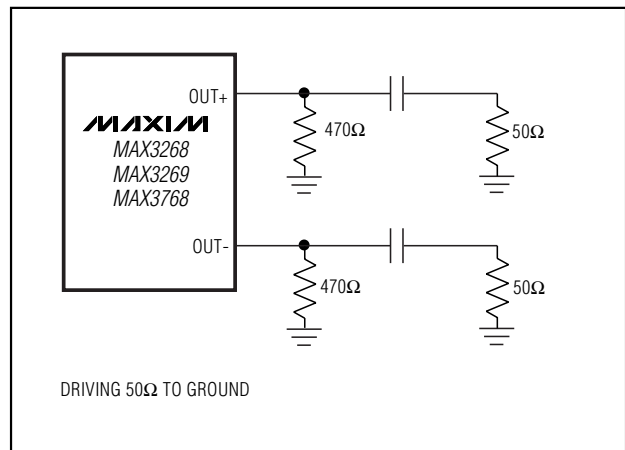 OUT+
MAXIM
MAX3268
MAX3269
MAX3768
OUT-
470Ω
50Ω
470Ω
50Ω
DRIVING 50Ω TO GROUND